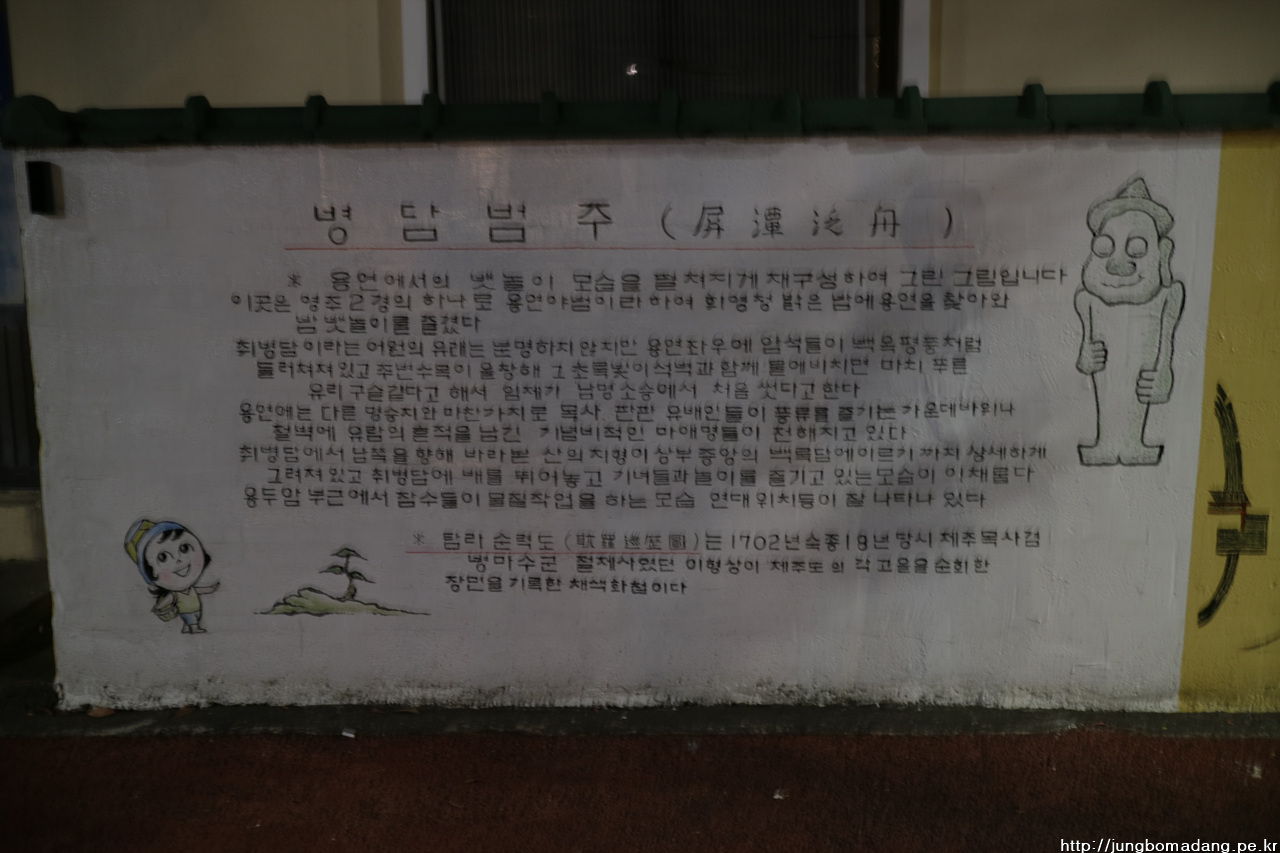 병 담 범 주 ( 屛 潭 泛 舟 )
※ 용연에서의 뱃놀이 모습을 펼쳐지게 재구성하여 그린 그림입니다
이곳은 영주 경의 하나로 용연야범이라 하여 휘영청 밝은 밤에용연을 찾아와
밤 뱃놀이를 즐겼다
취병담이라는 어원의 유래는 분명하지 않지만 용연좌우에 암석들이 백옥평풍처럼
둘러쳐져있고 주변수목이 울창해 그초록빛이석벽과 함께 물에비치면 마치 푸른
유리구슬같다고 해서 임제가 남명소승에서 처음 썻다고한다
용연에는 다른 명승지와 마찬가지로 목사 판관 유배인들이 풍류를 즐기는 가운데바위나
절벽에 유람의 흔적을 남긴 기념비적인 마애명들이 전해지고 있다
취병담에서 남쪽을향해 바라본 산의지형이상부 중앙의 백록담에이르기 까지 상세하게
그려져있고 취병담에 배를 뛰어놓고 기녀들과놀이를 즐기고 있는모습이 이채롭다
용두암 부근에서 잠수들이 물질작업을 하는 모습 연대위치등이 잘 나타나 있다
※ 탐라 순력도 (耽羅巡歷圖)는 1702년숙종 년 당시 제주목사겸
병마수군 절제사였던 이형상이 제주도의 각고을을순회한
장면을기록한 채색화첩이다
http://jungbomadang.pe.kr